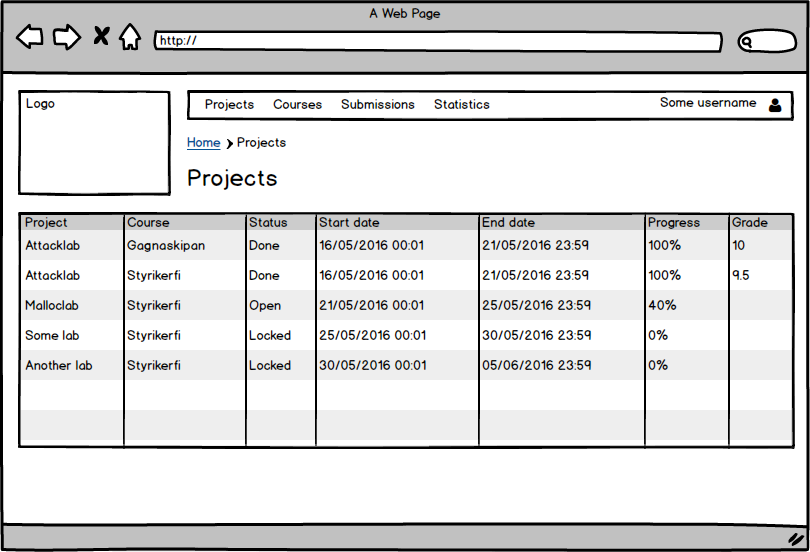 A Web Page
http://
Logo
Projects Courses Submissions Statistics Some username
Home Projects
Projects
Project Course Status Start date End date Progress Grade
Attacklab Gagnaskipan Done 16/05/2016 00:01 21/05/2016 23:59 100% 10
Attacklab Styrikerfi Done 16/05/2016 00:01 21/05/2016 23:59 100% 9.5
Malloclab Styrikerfi Open 21/05/2016 00:01 25/05/2016 23:59 40%
Some lab Styrikerfi Locked 25/05/2016 00:01 30/05/2016 23:59 0%
Another lab Styrikerfi Locked 30/05/2016 00:01 05/06/2016 23:59 0%